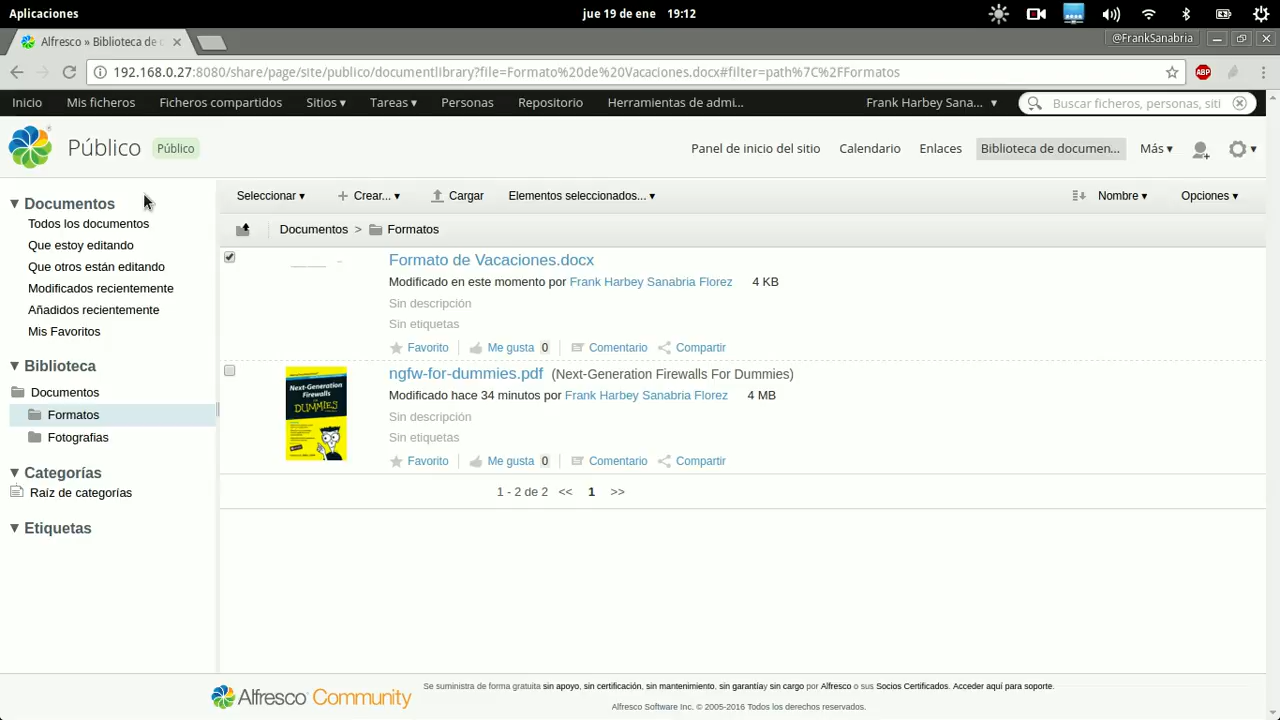 Aplicaciones
jue 19 de ene 19:12
Alfresco » Biblioteca de d
@FrankSanabria
192.168.0.27:8080/share/page/site/publico/documentlibrary?file=Formato%20de%20Vacaciones.docx#filter=path%7C%2FFormatos
ABP
Inicio Mis ficheros Ficheros compartidos Sitios Tareas Personas Repositorio Herramientas de admi... Frank Harbey Sana... Buscar ficheros, personas, siti
Público Público
Panel de inicio del sitio Calendario Enlaces Biblioteca de documen... Más
Documentos
Todos los documentos
Que estoy editando
Que otros están editando
Modificados recientemente
Añadidos recientemente
Mis Favoritos
Biblioteca
Documentos
Formatos
Fotografias
Categorías
Raíz de categorías
Etiquetas
Seleccionar Crear... Cargar Elementos seleccionados... Nombre Opciones
Documentos > Formatos
Formato de Vacaciones.docx
Modificado en este momento por Frank Harbey Sanabria Florez 4 KB
Sin descripción
Sin etiquetas
Favorito Me gusta 0 Comentario Compartir
Next-Generation
Firewalls
FOR
DUMMIES
ngfw-for-dummies.pdf (Next-Generation Firewalls For Dummies)
Modificado hace 34 minutos por Frank Harbey Sanabria Florez 4 MB
Sin descripción
Sin etiquetas
Favorito Me gusta 0 Comentario Compartir
1 - 2 de 2 << 1 >>
Alfresco Community
Se suministra de forma gratuita sin apoyo, sin certificación, sin mantenimiento, sin garantíay sin cargo por Alfresco o sus Socios Certificados. Acceder aquí para soporte.
Alfresco Software Inc. © 2005-2016 Todos los derechos reservados.